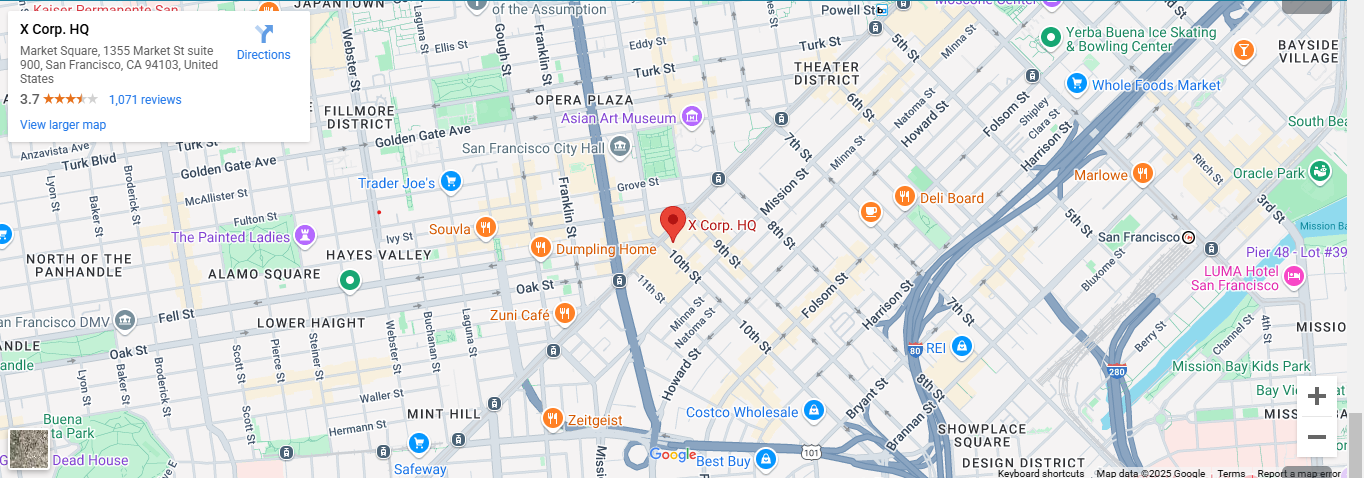 X Corp. HQ
Market Square, 1355 Market St suite
900, San Francisco, CA 94103, United
States
3.7
1,071 reviews
View larger map
Directions
Kaiser Permanente San
JAPANTOWN
of the Assumption
Powell St
Yerba Buena Ice Skating
& Bowling Center
BAYSIDE
VILLAGE
Webster St
Ellis St
Gough St
Franklin St
Eddy St
Turk St
5th St
Minna St
THEATER
DISTRICT
Whole Foods Market
OPERA PLAZA
FILLMORE
DISTRICT
Asian Art Museum
6th St
Natoma St
Howard St
Folsom St
Shipley
Clara St
South Bea
Golden Gate Ave
San Francisco City Hall
7th St
Minna St
Harrison St
Anzavista Ave
Turk St
Turk Blvd
Golden Gate Ave
Ritch St
Oracle Park
Lyon St
Broderick St
McAllister St
Trader Joe's
Franklin St
Grove St
Mission St
Deli Board
Marlowe
3rd St
Fulton St
The Painted Ladies
Ivy St
Souvla
X Corp. HQ
8th St
5th St
San Francisco
Mission Ba
HAYES VALLEY
Dumpling Home
9th St
Pier 48 - Lot #39
NORTH OF THE
PANHANDLE
ALAMO SQUARE
10th St
Bluxome St
LUMA Hotel
San Francisco
Oak St
11th St
Folsom St
Harrison St
7th St
an Francisco DMV
Fell St
LOWER HAIGHT
Zuni Café
Minna St
Natoma St
10th St
Channel St
4th St
MISSIO
NDLE
handle
Oak St
Scott St
Pierce St
Steiner St
Webster St
Buchanan St
Laguna St
80
REI
Berry St
280
Mission Bay Kids Park
Lyon St
Baker St
Broderick St
Scott St
Waller St
Howard St
8th St
Bay Vie
MINT HILL
Costco Wholesale
Bryant St
Brannan St
Buena
ta Park
Hermann St
Zeitgeist
SHOWPLACE
SQUARE
Dead House
Safeway
Google
Best Buy
101
DESIGN DISTRICT
Keyboard shortcuts
Map data ©2025 Google
Terms
Report a map error